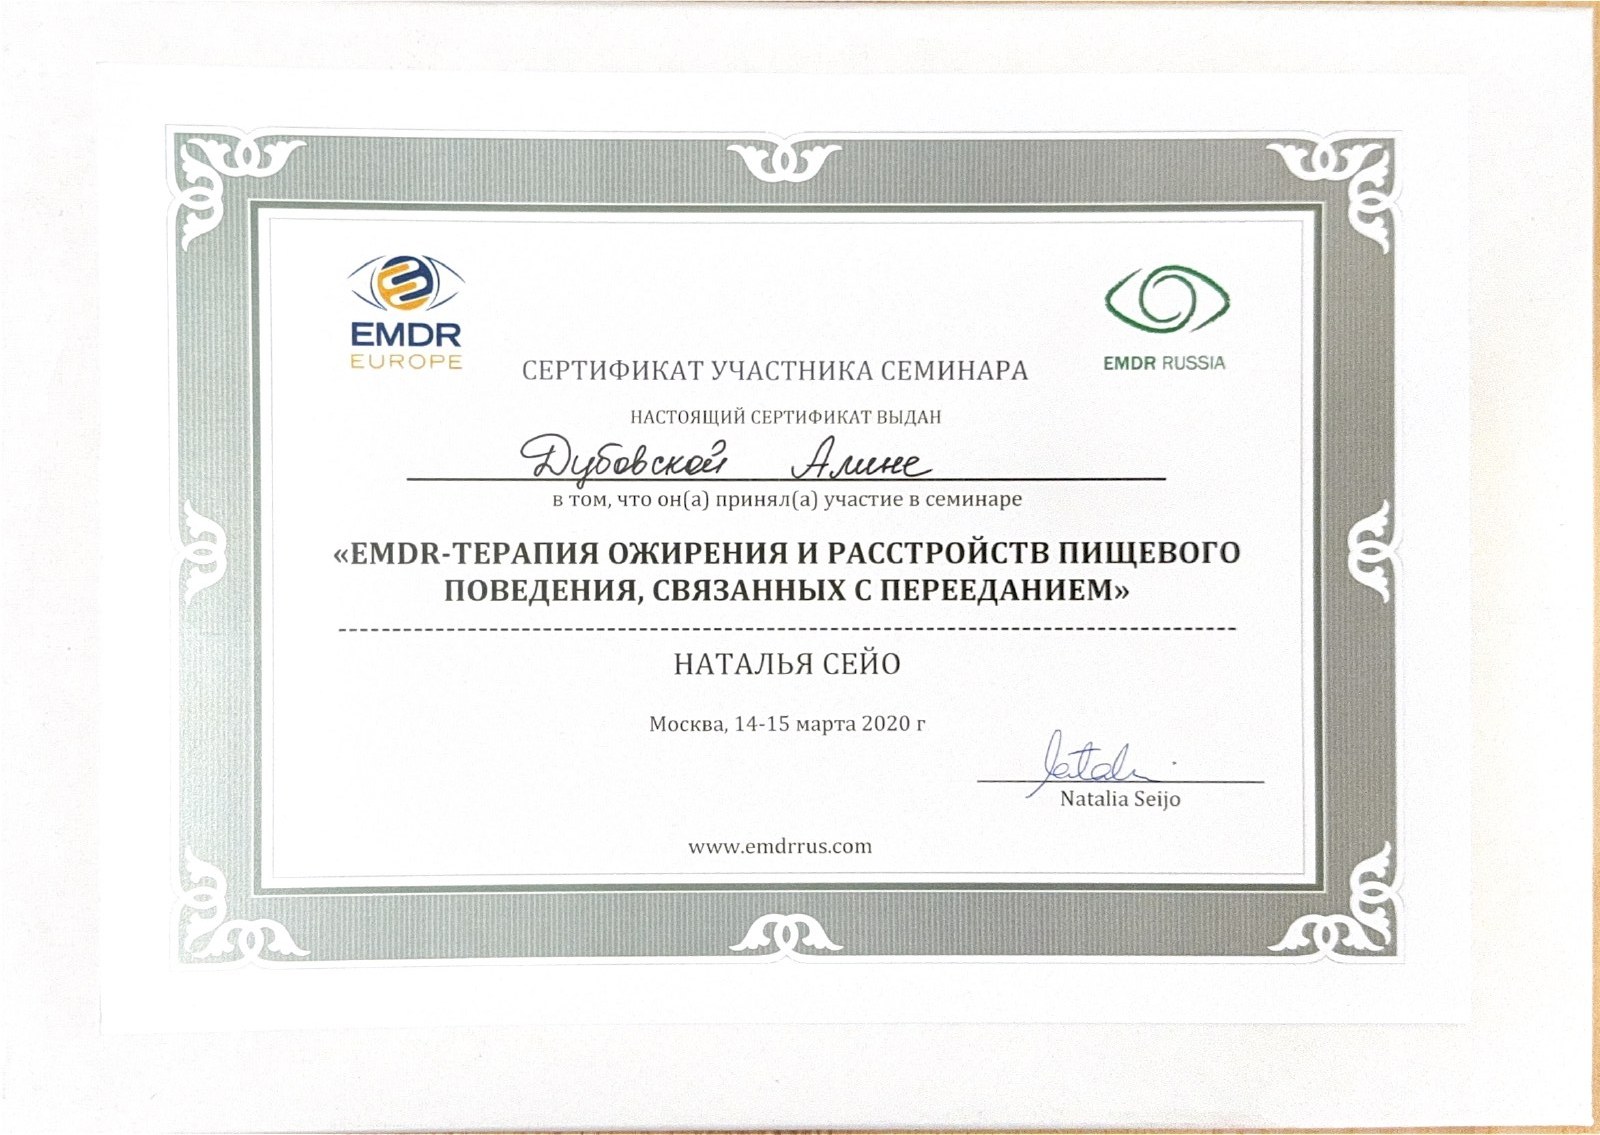 EMDR
EUROPE
EMDR RUSSIA
СЕРТИФИКАТ УЧАСТНИКА СЕМИНАРА
НАСТОЯЩИЙ СЕРТИФИКАТ ВЫДАН
Дубовской Алине
в том, что он(а) принял(а) участие в семинаре
«EMDR-ТЕРАПИЯ ОЖИРЕНИЯ И РАССТРОЙСТВ ПИЩЕВОГО
ПОВЕДЕНИЯ, СВЯЗАННЫХ С ПЕРЕЕДАНИЕМ»
НАТАЛЬЯ СЕЙО
Москва, 14-15 марта 2020 г
Natalia Seijo
www.emdrrus.com